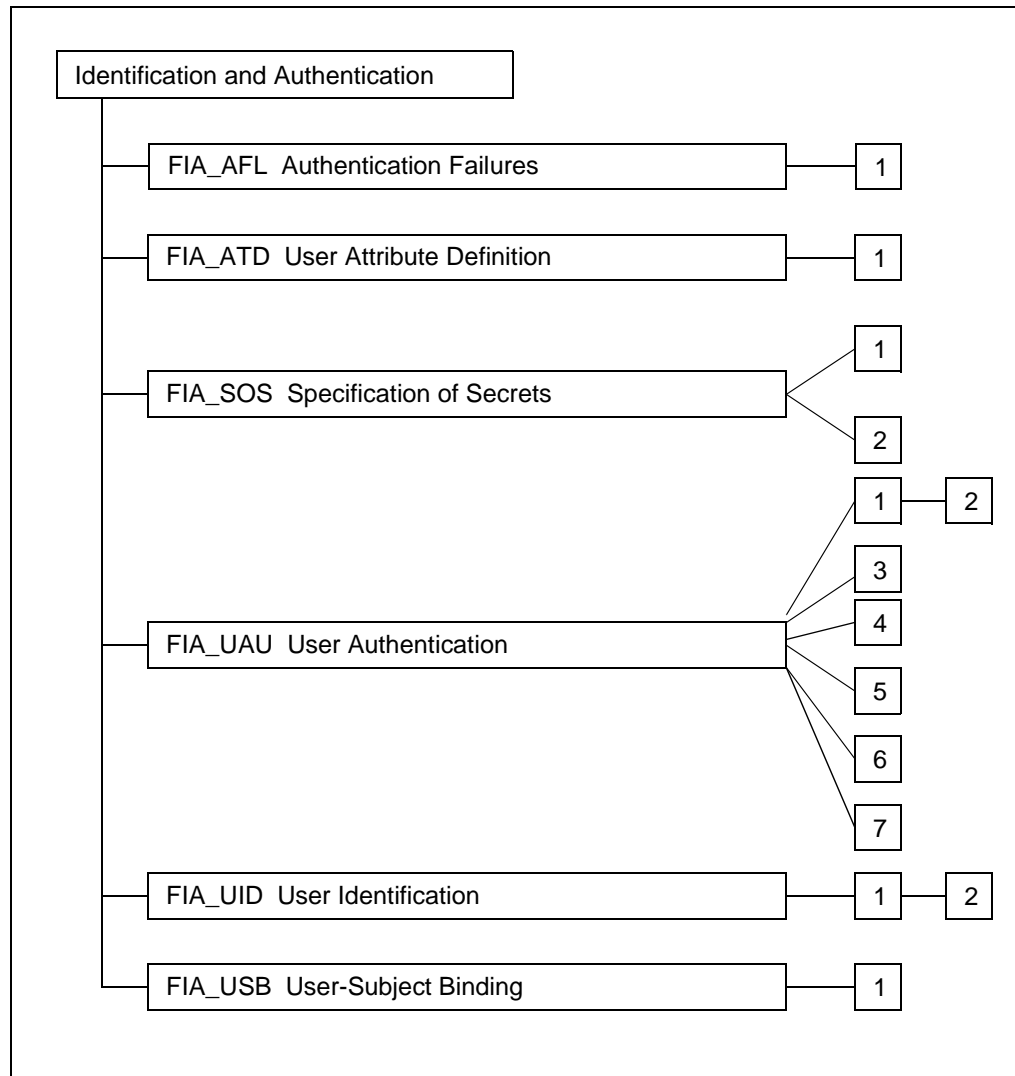 Identification and Authentication
FIA_AFL  Authentication Failures
1
FIA_ATD  User Attribute Definition
1
FIA_SOS  Specification of Secrets
1
2
FIA_UAU  User Authentication
1
2
3
4
5
6
7
FIA_UID  User Identification
1
2
FIA_USB  User-Subject Binding
1